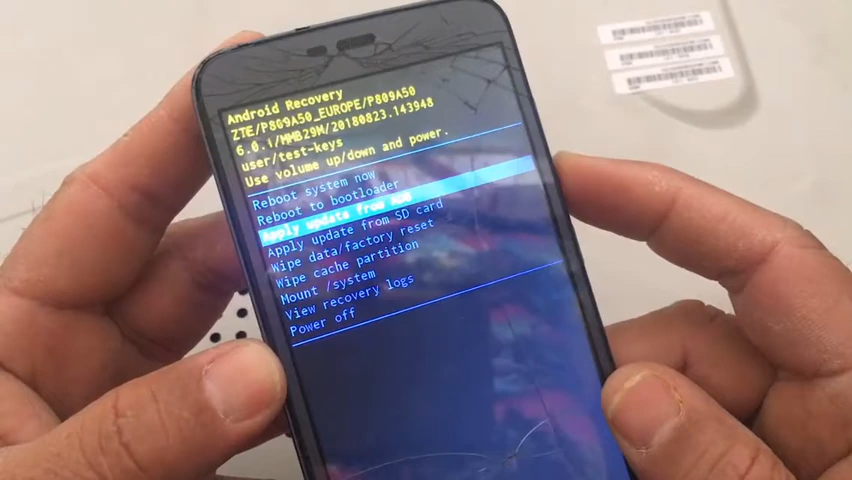 Android Recovery
ZTE/P809A50_EUROPE/P809A50
6.0.1/MMB29M/20180823.143948
user/test-keys
Use volume up/down and power.
Reboot system now
Reboot to bootloader
Apply update from ADB
Apply update from SD card
Wipe data/factory reset
Wipe cache partition
Mount /system
View recovery logs
Power off